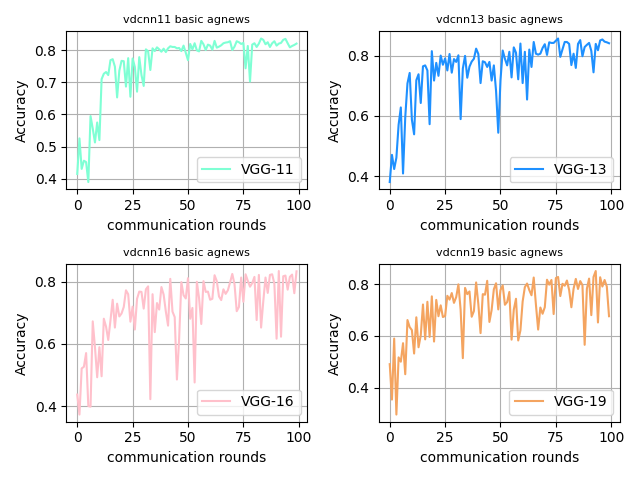 vdcnn11 basic agnews
Accuracy
0.8
0.7
0.6
0.5
0.4
VGG-11
0 25 50 75 100
communication rounds
vdcnn13 basic agnews
Accuracy
0.8
0.6
0.4
VGG-13
0 25 50 75 100
communication rounds
vdcnn16 basic agnews
Accuracy
0.8
0.6
0.4
VGG-16
0 25 50 75 100
communication rounds
vdcnn19 basic agnews
Accuracy
0.8
0.6
0.4
VGG-19
0 25 50 75 100
communication rounds